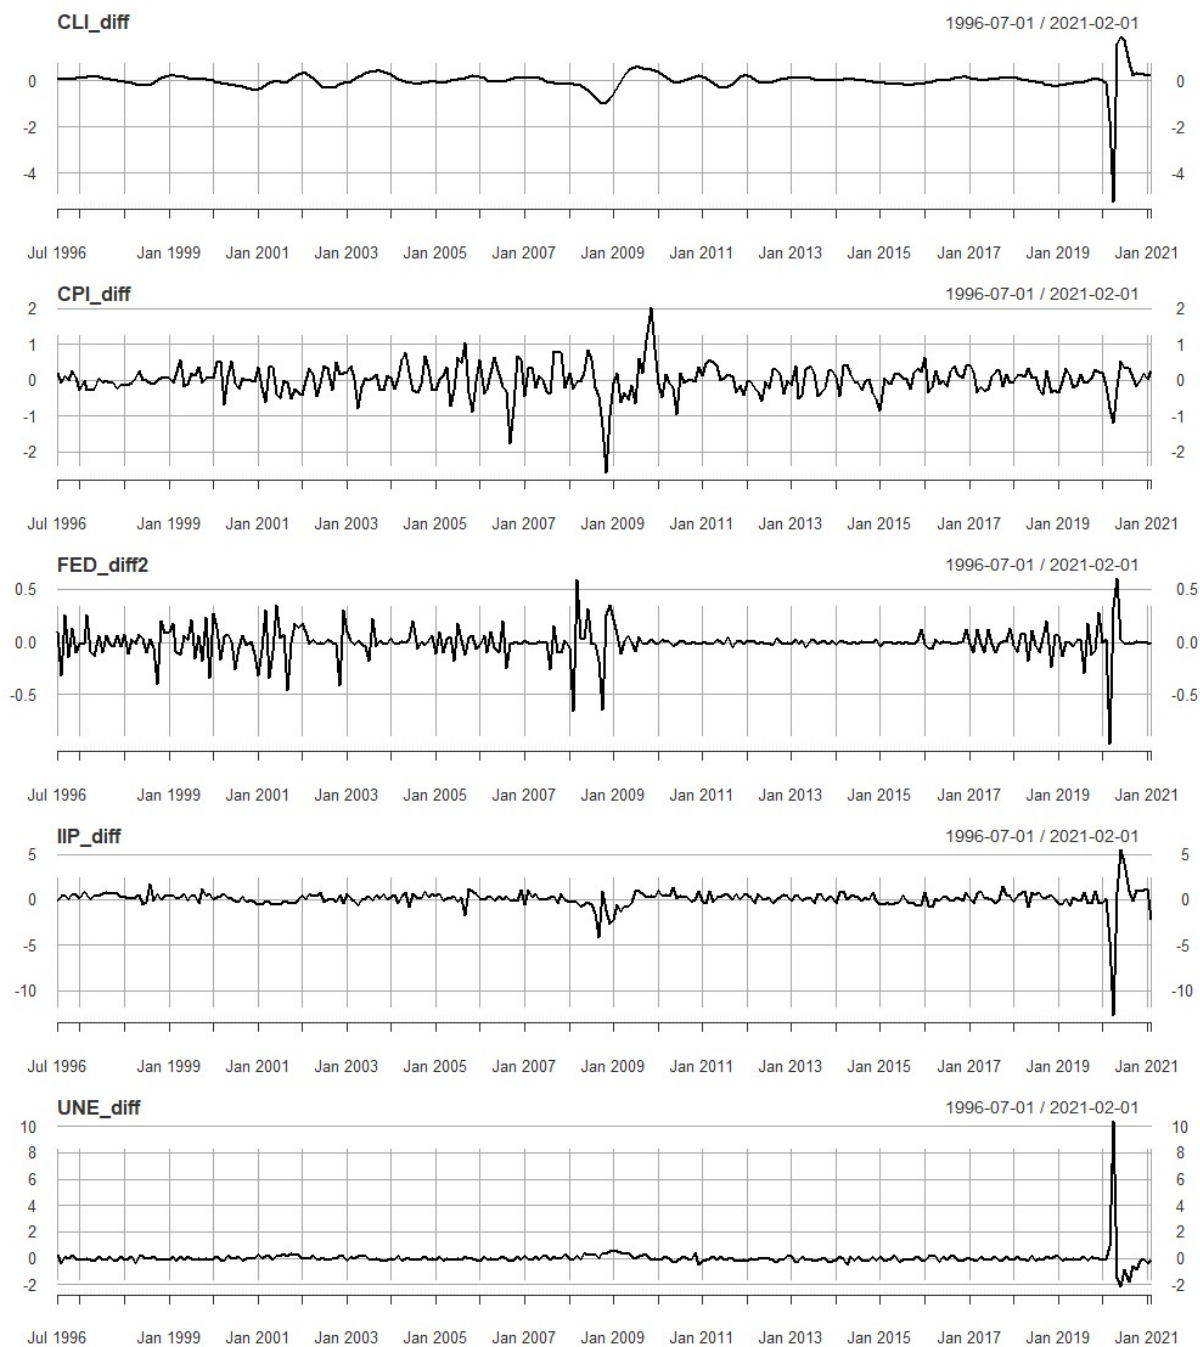 CLI_diff 1996-07-01 / 2021-02-01
0 0
-2 -2
-4 -4
Jul 1996 Jan 1999 Jan 2001 Jan 2003 Jan 2005 Jan 2007 Jan 2009 Jan 2011 Jan 2013 Jan 2015 Jan 2017 Jan 2019 Jan 2021
CPI_diff 1996-07-01 / 2021-02-01
2 2
1 1
0 0
-1 -1
-2 -2
Jul 1996 Jan 1999 Jan 2001 Jan 2003 Jan 2005 Jan 2007 Jan 2009 Jan 2011 Jan 2013 Jan 2015 Jan 2017 Jan 2019 Jan 2021
FED_diff2 1996-07-01 / 2021-02-01
0.5 0.5
0.0 0.0
-0.5 -0.5
Jul 1996 Jan 1999 Jan 2001 Jan 2003 Jan 2005 Jan 2007 Jan 2009 Jan 2011 Jan 2013 Jan 2015 Jan 2017 Jan 2019 Jan 2021
IIP_diff 1996-07-01 / 2021-02-01
5 5
0 0
-5 -5
-10 -10
Jul 1996 Jan 1999 Jan 2001 Jan 2003 Jan 2005 Jan 2007 Jan 2009 Jan 2011 Jan 2013 Jan 2015 Jan 2017 Jan 2019 Jan 2021
UNE_diff 1996-07-01 / 2021-02-01
10 10
8 8
6 6
4 4
2 2
0 0
-2 -2
Jul 1996 Jan 1999 Jan 2001 Jan 2003 Jan 2005 Jan 2007 Jan 2009 Jan 2011 Jan 2013 Jan 2015 Jan 2017 Jan 2019 Jan 2021